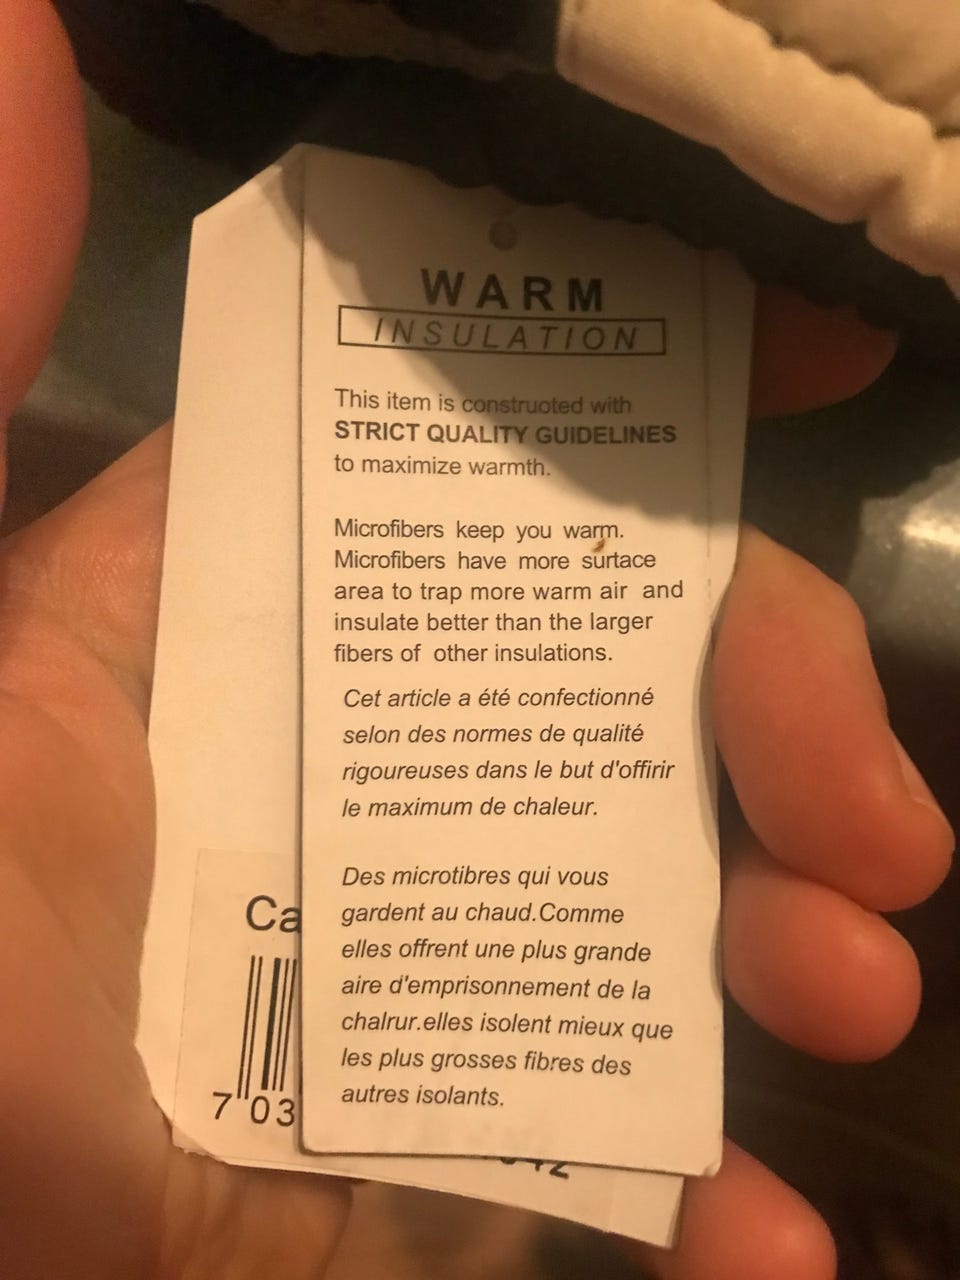 WARM
INSULATION
This item is constructed with
STRICT QUALITY GUIDELINES
to maximize warmth.
Microfibers keep you warm.
Microfibers have more surtace
area to trap more warm air and
insulate better than the larger
fibers of other insulations.
Cet article a été confectionné
selon des normes de qualité
rigoureuses dans le but d'offirir
le maximum de chaleur.
Des microtibres qui vous
gardent au chaud.Comme
elles offrent une plus grande
aire d'emprisonnement de la
chalrur.elles isolent mieux que
les plus grosses fibres des
autres isolants.
Ca
7 03